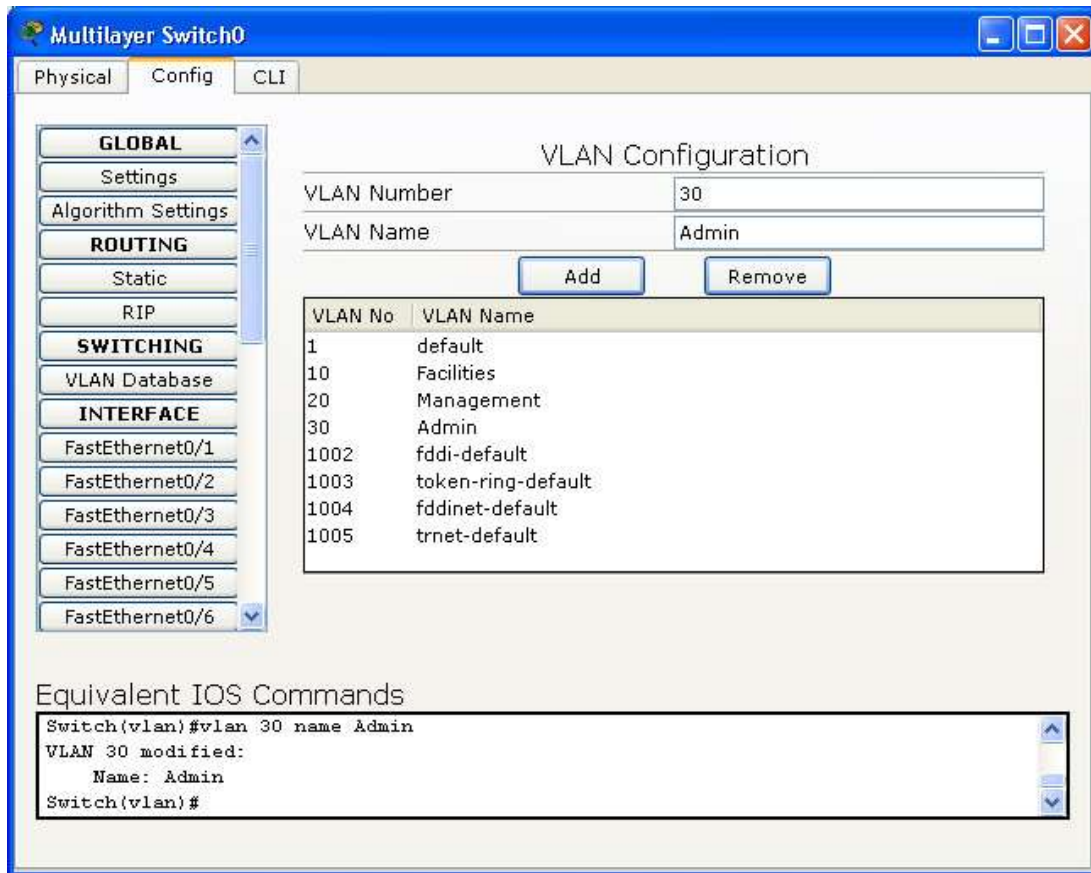 Multilayer Switch0
Physical Config CLI
GLOBAL
Settings
Algorithm Settings
ROUTING
Static
RIP
SWITCHING
VLAN Database
INTERFACE
FastEthernet0/1
FastEthernet0/2
FastEthernet0/3
FastEthernet0/4
FastEthernet0/5
FastEthernet0/6
VLAN Configuration
VLAN Number 30
VLAN Name Admin
Add Remove
VLAN No VLAN Name
1 default
10 Facilities
20 Management
30 Admin
1002 fddi-default
1003 token-ring-default
1004 fddinet-default
1005 trnet-default
Equivalent IOS Commands
Switch(vlan)#vlan 30 name Admin
VLAN 30 modified:
Name: Admin
Switch(vlan)#